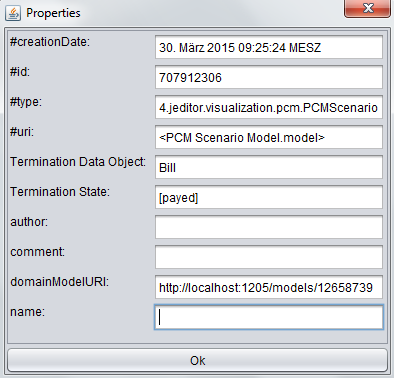 Properties
#creationDate:
30. März 2015 09:25:24 MESZ
#id:
707912306
#type:
4.jeditor.visualization.pcm.PCMScenario
#uri:
<PCM Scenario Model.model>
Termination Data Object:
Bill
Termination State:
[payed]
author:
comment:
domainModelURI:
http://localhost:1205/models/12658739
name:
Ok